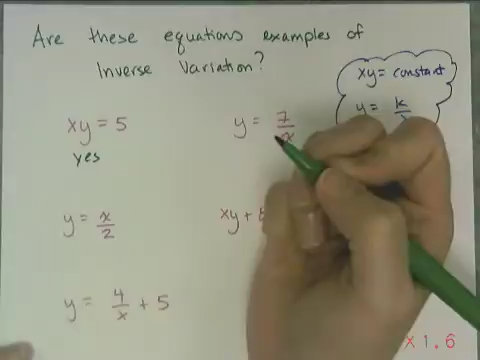 Are these equations examples of
Inverse Variation?
xy = constant
y = k
xy = 5
yes
y = 7/x
y = x/2
xy +
y = 4/x + 5
x 1.6